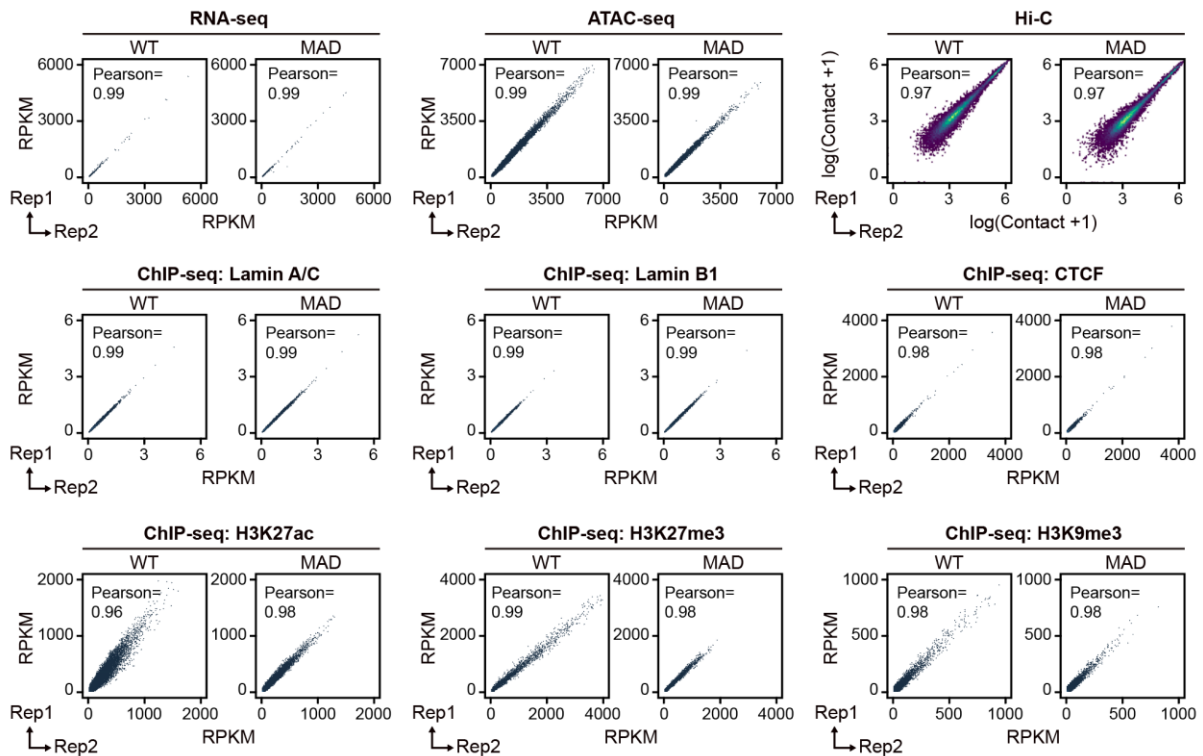 RNA-seq
WT MAD
6000 6000
Pearson= Pearson=
0.99 0.99
RPKM
3000 3000
0 0
Rep1 0 3000 6000 0 3000 6000
Rep2 RPKM
ATAC-seq
WT MAD
7000 7000
Pearson= Pearson=
0.99 0.99
RPKM
3500 3500
0 0
Rep1 0 3500 7000 0 3500 7000
Rep2 RPKM
Hi-C
WT MAD
6 6
Pearson= Pearson=
0.97 0.97
log(Contact +1)
3 3
0 0
Rep1 0 3 6 0 3 6
Rep2 log(Contact +1)
ChIP-seq: Lamin A/C
WT MAD
6 6
Pearson= Pearson=
0.99 0.99
RPKM
3 3
0 0
Rep1 0 3 6 0 3 6
Rep2 RPKM
ChIP-seq: Lamin B1
WT MAD
6 6
Pearson= Pearson=
0.99 0.99
RPKM
3 3
0 0
Rep1 0 3 6 0 3 6
Rep2 RPKM
ChIP-seq: CTCF
WT MAD
4000 4000
Pearson= Pearson=
0.98 0.98
RPKM
2000 2000
0 0
Rep1 0 2000 4000 0 2000 4000
Rep2 RPKM
ChIP-seq: H3K27ac
WT MAD
2000 2000
Pearson= Pearson=
0.96 0.98
RPKM
1000 1000
0 0
Rep1 0 1000 2000 0 1000 2000
Rep2 RPKM
ChIP-seq: H3K27me3
WT MAD
4000 4000
Pearson= Pearson=
0.99 0.98
RPKM
2000 2000
0 0
Rep1 0 2000 4000 0 2000 4000
Rep2 RPKM
ChIP-seq: H3K9me3
WT MAD
1000 1000
Pearson= Pearson=
0.98 0.98
RPKM
500 500
0 0
Rep1 0 500 1000 0 500 1000
Rep2 RPKM